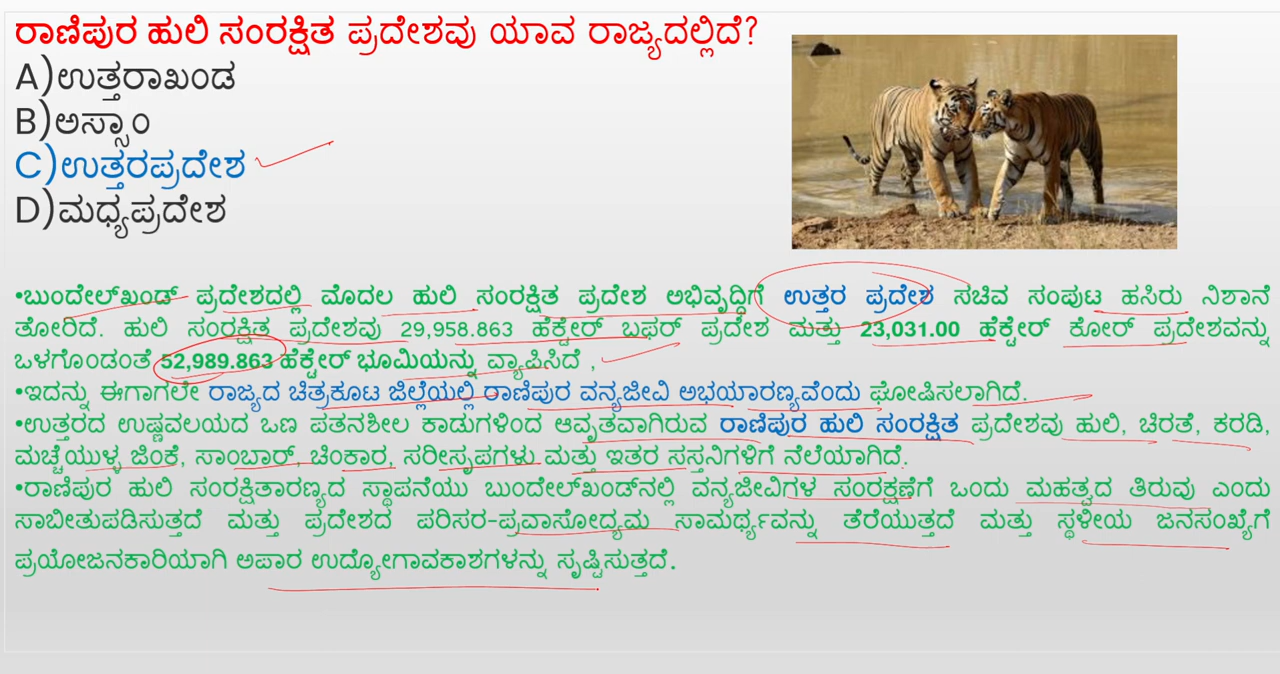 ರಾಣಿಪುರ ಹುಲಿ ಸಂರಕ್ಷಿತ ಪ್ರದೇಶವು ಯಾವ ರಾಜ್ಯದಲ್ಲಿದೆ?
A)ಉತ್ತರಾಖಂಡ
B)ಅಸ್ಸಾಂ
C)ಉತ್ತರಪ್ರದೇಶ
D)ಮಧ್ಯಪ್ರದೇಶ
•ಬುಂದೇಲ್‌ಖಂಡ್ ಪ್ರದೇಶದಲ್ಲಿ ಮೊದಲ ಹುಲಿ ಸಂರಕ್ಷಿತ ಪ್ರದೇಶ ಅಭಿವೃದ್ಧಿಗೆ ಉತ್ತರ ಪ್ರದೇಶ ಸಚಿವ ಸಂಪುಟ ಹಸಿರು ನಿಶಾನೆ
ತೋರಿದೆ. ಹುಲಿ ಸಂರಕ್ಷಿತ ಪ್ರದೇಶವು 29,958.863 ಹೆಕ್ಟೇರ್ ಬಫರ್ ಪ್ರದೇಶ ಮತ್ತು 23,031.00 ಹೆಕ್ಟೇರ್ ಕೋರ್ ಪ್ರದೇಶವನ್ನು
ಒಳಗೊಂಡಂತೆ 52,989.863 ಹೆಕ್ಟೇರ್ ಭೂಮಿಯನ್ನು ವ್ಯಾಪಿಸಿದೆ ,
•ಇದನ್ನು ಈಗಾಗಲೇ ರಾಜ್ಯದ ಚಿತ್ರಕೂಟ ಜಿಲ್ಲೆಯಲ್ಲಿ ರಾಣಿಪುರ ವನ್ಯಜೀವಿ ಅಭಯಾರಣ್ಯವೆಂದು ಘೋಷಿಸಲಾಗಿದೆ.
•ಉತ್ತರದ ಉಷ್ಣವಲಯದ ಒಣ ಪತನಶೀಲ ಕಾಡುಗಳಿಂದ ಆವೃತವಾಗಿರುವ ರಾಣಿಪುರ ಹುಲಿ ಸಂರಕ್ಷಿತ ಪ್ರದೇಶವು ಹುಲಿ, ಚಿರತೆ, ಕರಡಿ,
ಮಚ್ಚೆಯುಳ್ಳ ಜಿಂಕೆ, ಸಾಂಬಾರ್, ಚಿಂಕಾರ, ಸರೀಸೃಪಗಳು ಮತ್ತು ಇತರ ಸಸ್ತನಿಗಳಿಗೆ ನೆಲೆಯಾಗಿದೆ.
•ರಾಣಿಪುರ ಹುಲಿ ಸಂರಕ್ಷಿತಾರಣ್ಯದ ಸ್ಥಾಪನೆಯು ಬುಂದೇಲ್‌ಖಂಡ್‌ನಲ್ಲಿ ವನ್ಯಜೀವಿಗಳ ಸಂರಕ್ಷಣೆಗೆ ಒಂದು ಮಹತ್ವದ ತಿರುವು ಎಂದು
ಸಾಬೀತುಪಡಿಸುತ್ತದೆ ಮತ್ತು ಪ್ರದೇಶದ ಪರಿಸರ-ಪ್ರವಾಸೋದ್ಯಮ ಸಾಮರ್ಥ್ಯವನ್ನು ತೆರೆಯುತ್ತದೆ ಮತ್ತು ಸ್ಥಳೀಯ ಜನಸಂಖ್ಯೆಗೆ
ಪ್ರಯೋಜನಕಾರಿಯಾಗಿ ಅಪಾರ ಉದ್ಯೋಗಾವಕಾಶಗಳನ್ನು ಸೃಷ್ಟಿಸುತ್ತದೆ.